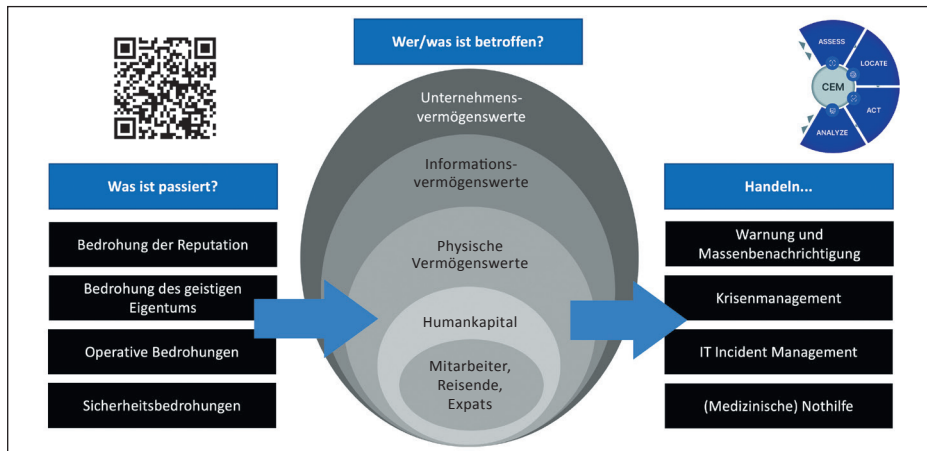 Wer/was ist betroffen?
ASSESS
LOCATE
CEM
ACT
ANALYZE
Was ist passiert?
Bedrohung der Reputation
Bedrohung des geistigen
Eigentums
Operative Bedrohungen
Sicherheitsbedrohungen
Unternehmens-
vermögenswerte
Informations-
vermögenswerte
Physische
Vermögenswerte
Humankapital
Mitarbeiter,
Reisende,
Expats
Handeln...
Warnung und
Massenbenachrichtigung
Krisenmanagement
IT Incident Management
(Medizinische) Nothilfe